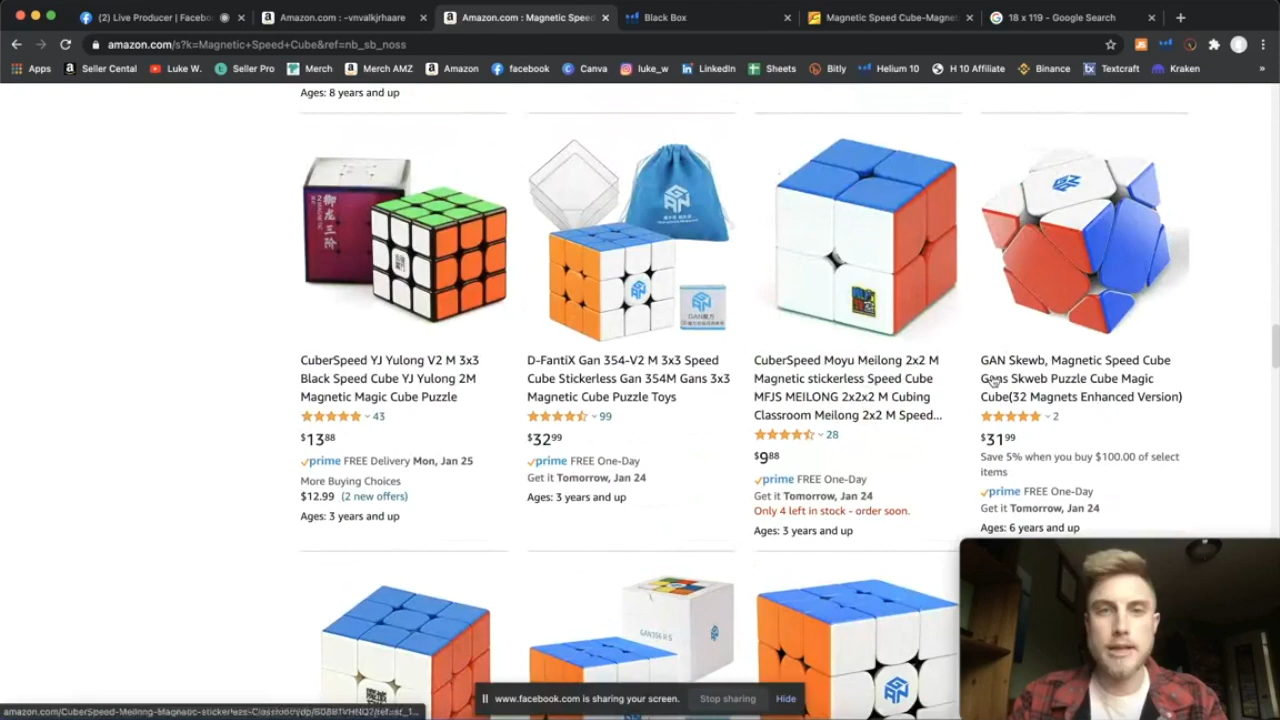 (2) Live Producer | Facebo
Amazon.com : -vnvalkjrhaare
Amazon.com : Magnetic Speed
Black Box
Magnetic Speed Cube-Magnet
18 x 119 - Google Search
amazon.com/s?k=Magnetic+Speed+Cube&ref=nb_sb_noss
Apps
Seller Cental
Luke W.
Seller Pro
Merch
Merch AMZ
Amazon
facebook
Canva
luke_w
LinkedIn
Sheets
Bitly
Helium 10
H 10 Affiliate
Binance
Textcraft
Kraken
»
Ages: 8 years and up
CuberSpeed YJ Yulong V2 M 3x3
Black Speed Cube YJ Yulong 2M
Magnetic Magic Cube Puzzle
43
$13.88
prime FREE Delivery Mon, Jan 25
More Buying Choices
$12.99 (2 new offers)
Ages: 3 years and up
GAN
D-FantiX Gan 354-V2 M 3x3 Speed
Cube Stickerless Gan 354M Gans 3x3
Magnetic Cube Puzzle Toys
99
$32.99
prime FREE One-Day
Get it Tomorrow, Jan 24
Ages: 3 years and up
CuberSpeed Moyu Meilong 2x2 M
Magnetic stickerless Speed Cube
MFJS MEILONG 2x2x2 M Cubing
Classroom Meilong 2x2 M Speed...
28
$9.88
prime FREE One-Day
Get it Tomorrow, Jan 24
Only 4 left in stock - order soon.
Ages: 3 years and up
GAN Skewb, Magnetic Speed Cube
Gans Skweb Puzzle Cube Magic
Cube(32 Magnets Enhanced Version)
2
$31.99
Save 5% when you buy $100.00 of select
items
prime FREE One-Day
Get it Tomorrow, Jan 24
Ages: 6 years and up
GAN356 R S
www.facebook.com is sharing your screen.
Stop sharing
Hide